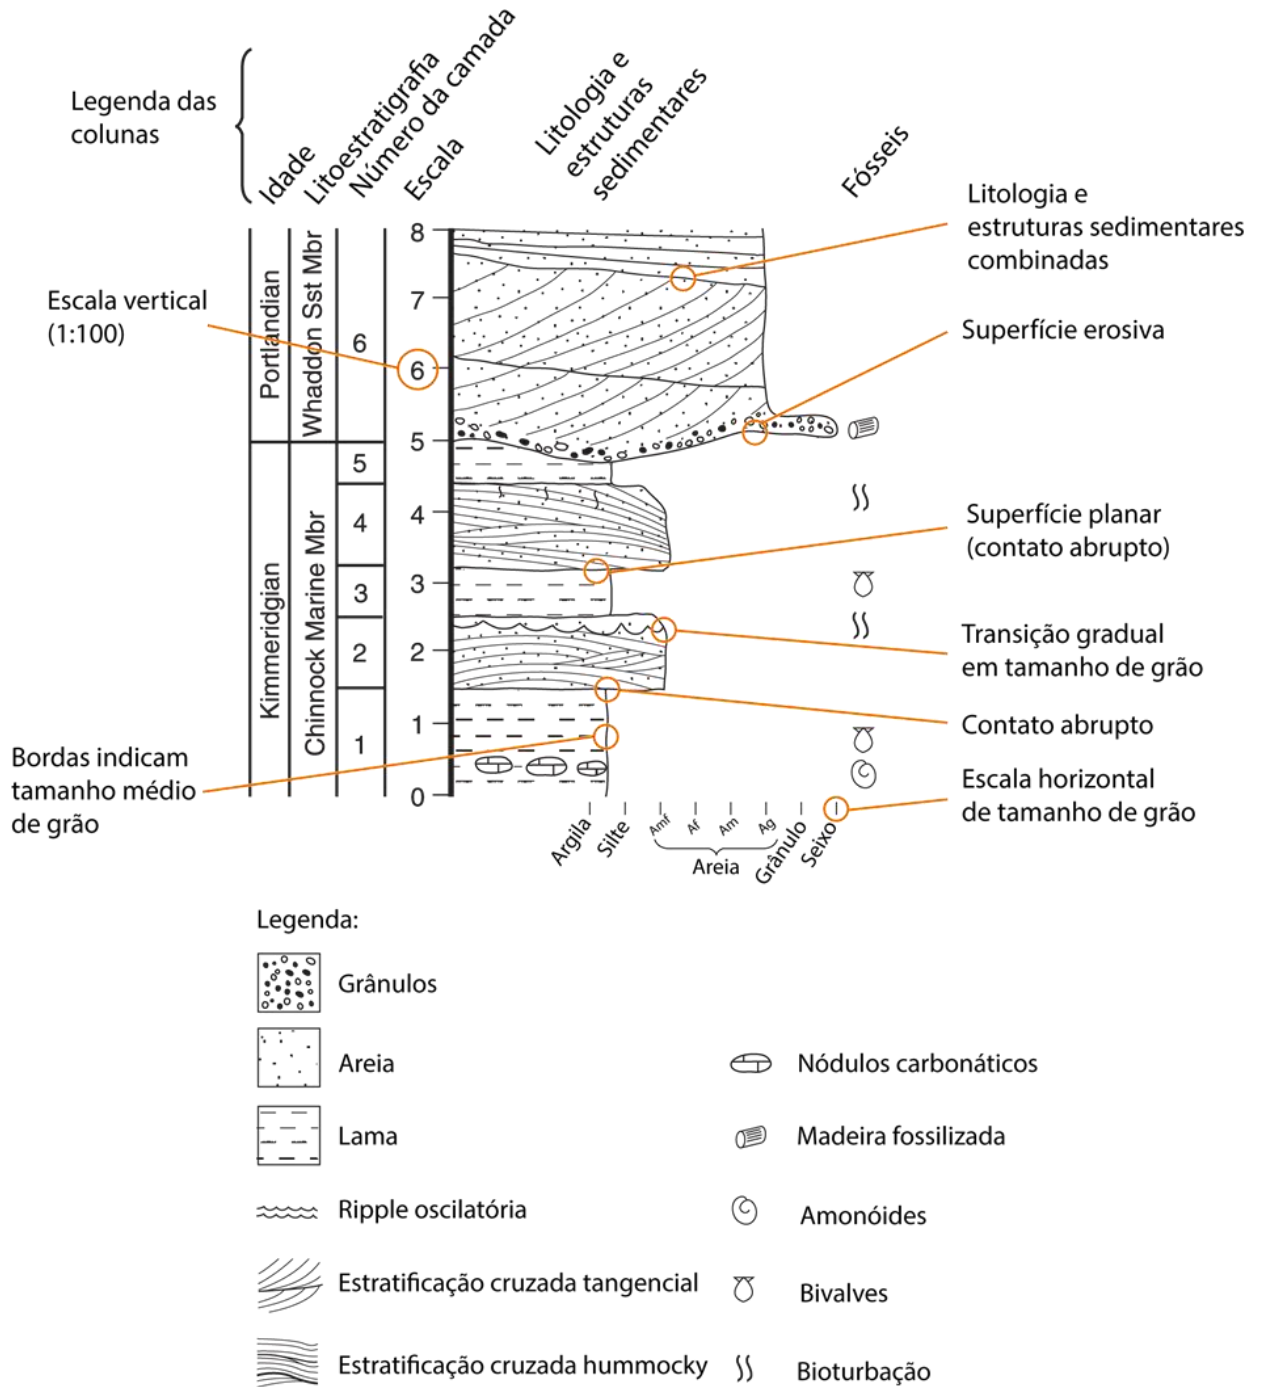 Legenda das
colunas
Idade
Litoestratigrafia
Número da camada
Escala
Litologia e
estruturas
sedimentares
Fósseis
Litologia e
estruturas sedimentares
combinadas
Escala vertical
(1:100)
Superfície erosiva
Portlandian
Whaddon Sst Mbr
6
Kimmeridgian
Chinnock Marine Mbr
5
4
3
2
1
8
7
6
5
4
3
2
1
0
Superfície planar
(contato abrupto)
Transição gradual
em tamanho de grão
Contato abrupto
Bordas indicam
tamanho médio
de grão
Escala horizontal
de tamanho de grão
Argila
Silte
Amf
Af
Am
Ag
Grânulo
Seixo
Areia
Legenda:
Grânulos
Areia
Lama
Ripple oscilatória
Estratificação cruzada tangencial
Estratificação cruzada hummocky
Nódulos carbonáticos
Madeira fossilizada
Amonóides
Bivalves
Bioturbação